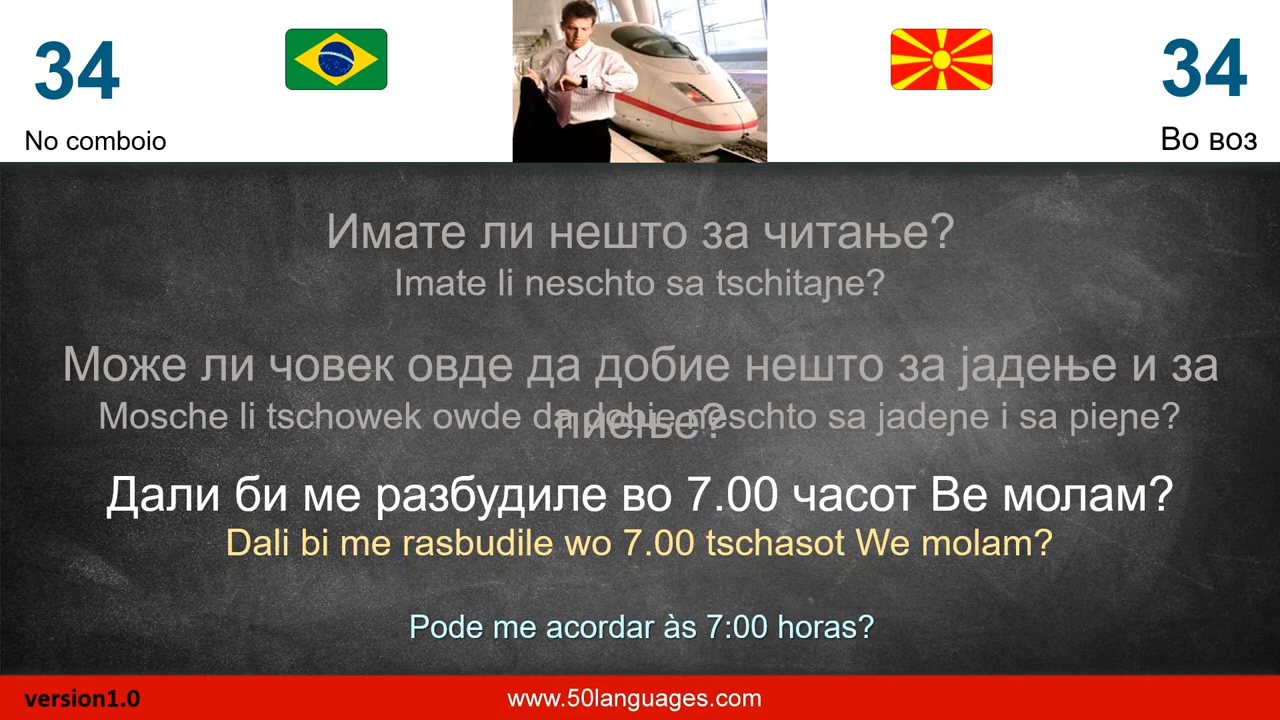 34
34
No comboio
Во воз
Имате ли нешто за читање?
Imate li neschto sa tschitaɲe?
Може ли човек овде да добие нешто за јадење и за
пиење?
Mosche li tschowek owde da dobie neschto sa jadeɲe i sa pieɲe?
Дали би ме разбудиле во 7.00 часот Ве молам?
Dali bi me rasbudile wo 7.00 tschasot We molam?
Pode me acordar às 7:00 horas?
version1.0
www.50languages.com